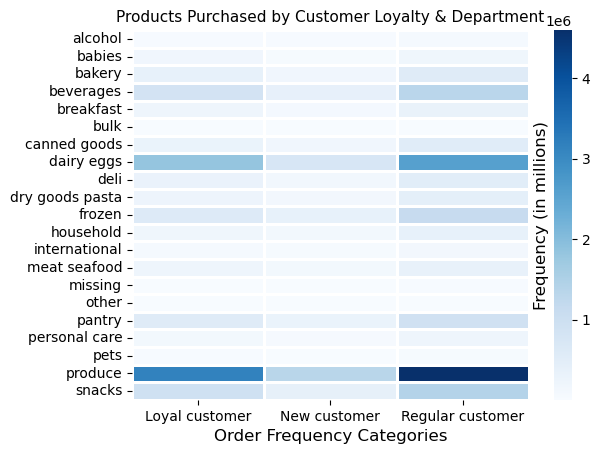 Products Purchased by Customer Loyalty & Department
1e6
alcohol
babies
bakery
beverages
breakfast
bulk
canned goods
dairy eggs
deli
dry goods pasta
frozen
household
international
meat seafood
missing
other
pantry
personal care
pets
produce
snacks
Loyal customer New customer Regular customer
Order Frequency Categories
4
3
2
1
Frequency (in millions)